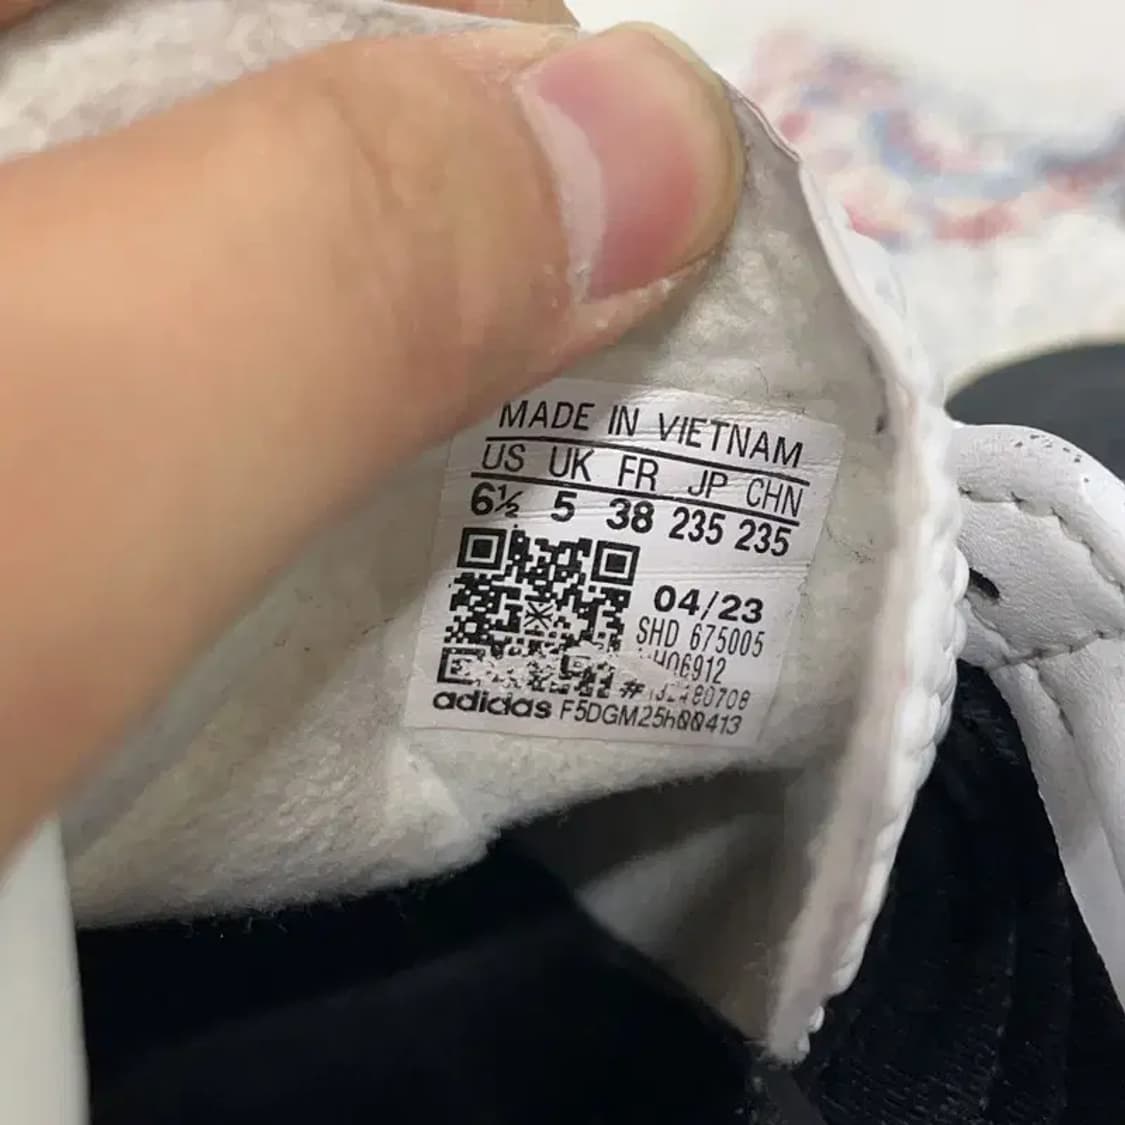 MADE IN VIETNAM
US UK FR JP CHN
6½ 5 38 235 235
04/23
SHD 675005
adidas F5DGM25h00413